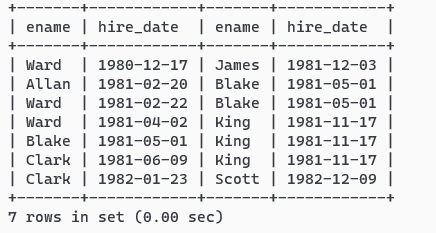 +-------+------------+-------+------------+
| ename | hire_date  | ename | hire_date  |
+-------+------------+-------+------------+
| Ward  | 1980-12-17 | James | 1981-12-03 |
| Allan | 1981-02-20 | Blake | 1981-05-01 |
| Ward  | 1981-02-22 | Blake | 1981-05-01 |
| Ward  | 1981-04-02 | King  | 1981-11-17 |
| Blake | 1981-05-01 | King  | 1981-11-17 |
| Clark | 1981-06-09 | King  | 1981-11-17 |
| Clark | 1982-01-23 | Scott | 1982-12-09 |
+-------+------------+-------+------------+
7 rows in set (0.00 sec)